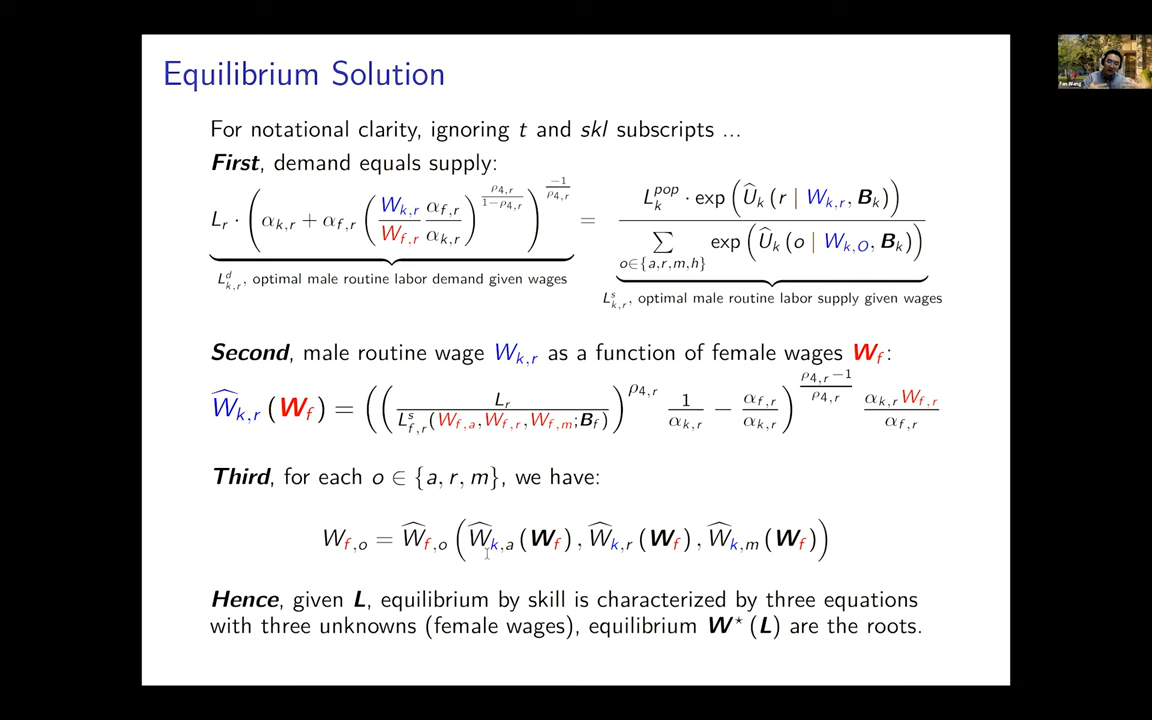 Equilibrium Solution
For notational clarity, ignoring t and skl subscripts ...
First, demand equals supply:
L_r · ( α_{k,r} + α_{f,r} ( W_{k,r} / W_{f,r} α_{f,r} / α_{k,r} )^{ρ_{4,r} / 1−ρ_{4,r}} )^{−1 / ρ_{4,r}} = L_k^{pop} · exp ( Û_k (r | W_{k,r}, B_k) ) / ∑_{o∈{a,r,m,h}} exp ( Û_k (o | W_{k,O}, B_k) )
L^d_{k,r}, optimal male routine labor demand given wages
L^s_{k,r}, optimal male routine labor supply given wages
Second, male routine wage W_{k,r} as a function of female wages W_f:
Ŵ_{k,r} (W_f) = ( ( L_r / L^s_{f,r}(W_{f,a},W_{f,r},W_{f,m};B_f) )^{ρ_{4,r}} 1 / α_{k,r} − α_{f,r} / α_{k,r} )^{ρ_{4,r}−1 / ρ_{4,r}} α_{k,r} W_{f,r} / α_{f,r}
Third, for each o ∈ {a, r, m}, we have:
W_{f,o} = Ŵ_{f,o} ( Ŵ_{k,a} (W_f) , Ŵ_{k,r} (W_f) , Ŵ_{k,m} (W_f) )
Hence, given L, equilibrium by skill is characterized by three equations
with three unknowns (female wages), equilibrium W⋆ (L) are the roots.
Fan Wang